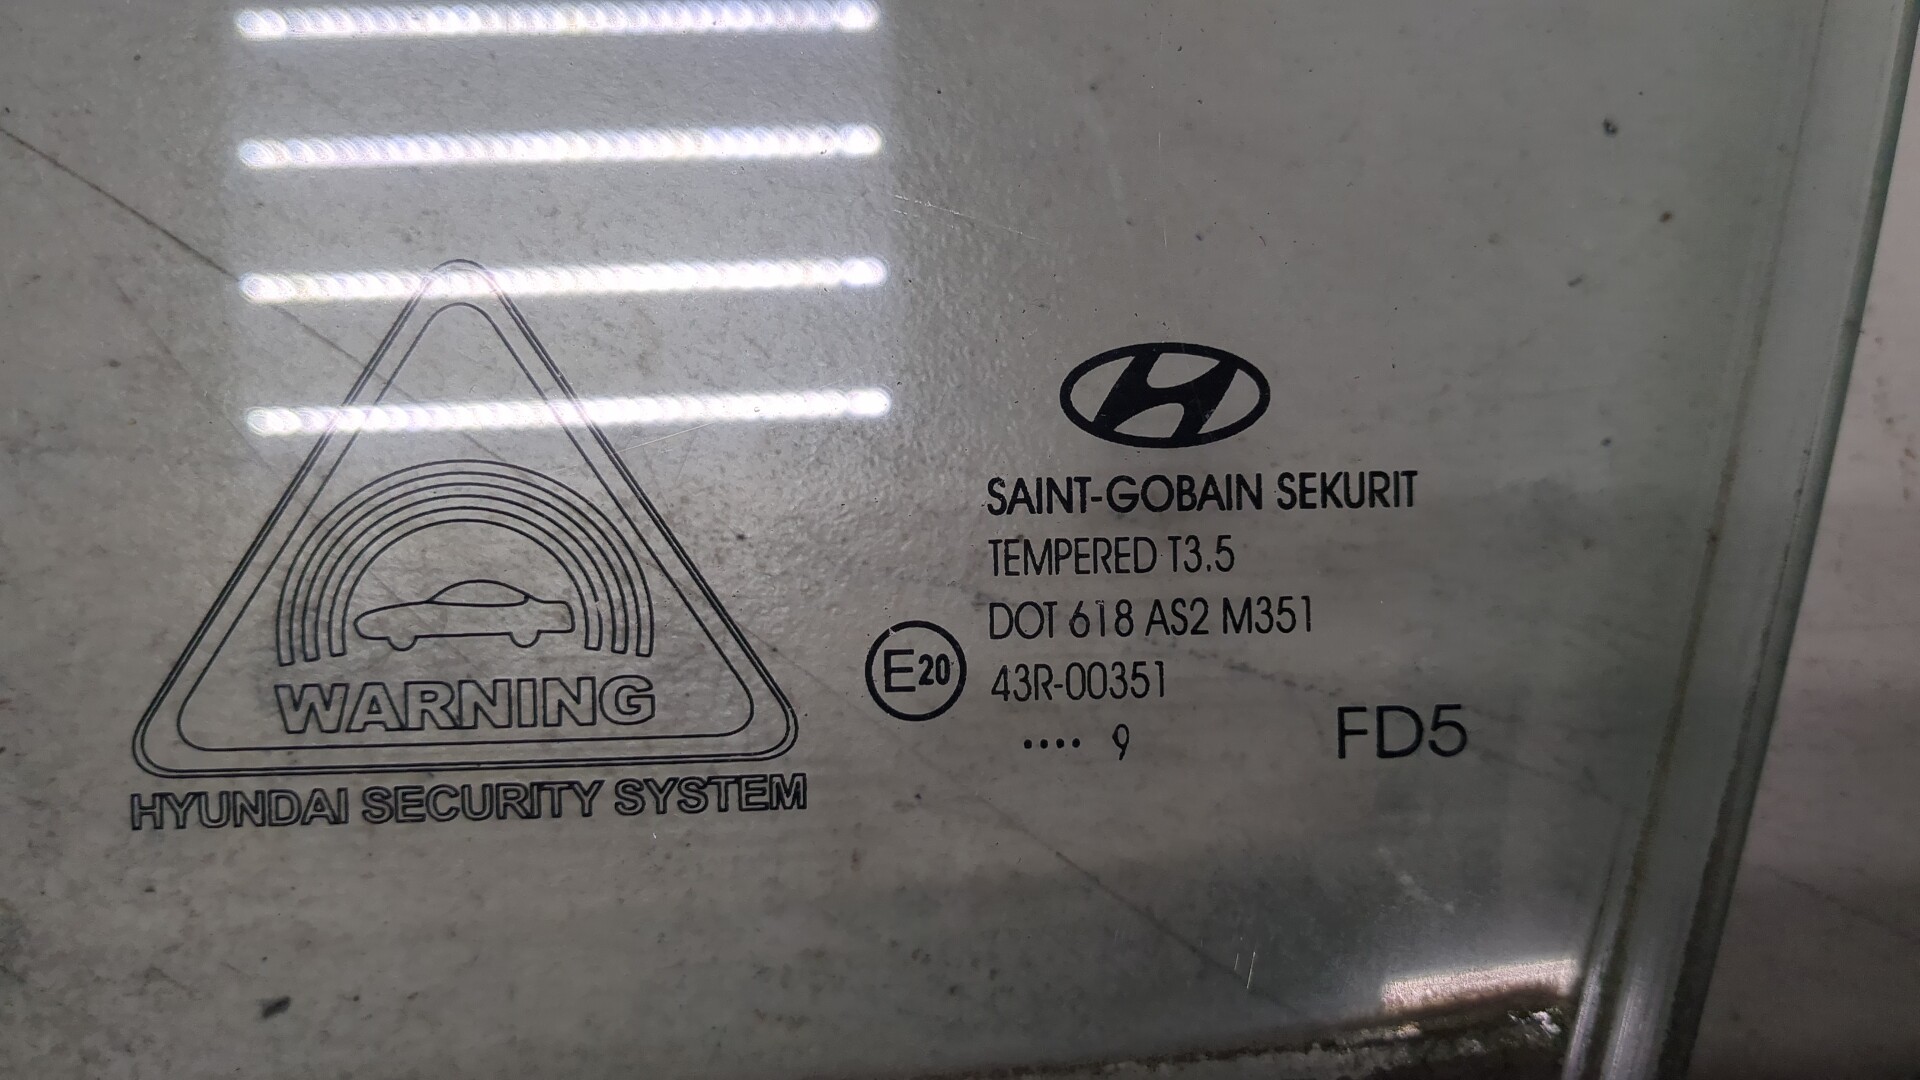 WARNING
HYUNDAI SECURITY SYSTEM
SAINT-GOBAIN SEKURIT
TEMPERED T3.5
DOT 618 AS2 M351
E20 43R-00351
.... 9
FD5